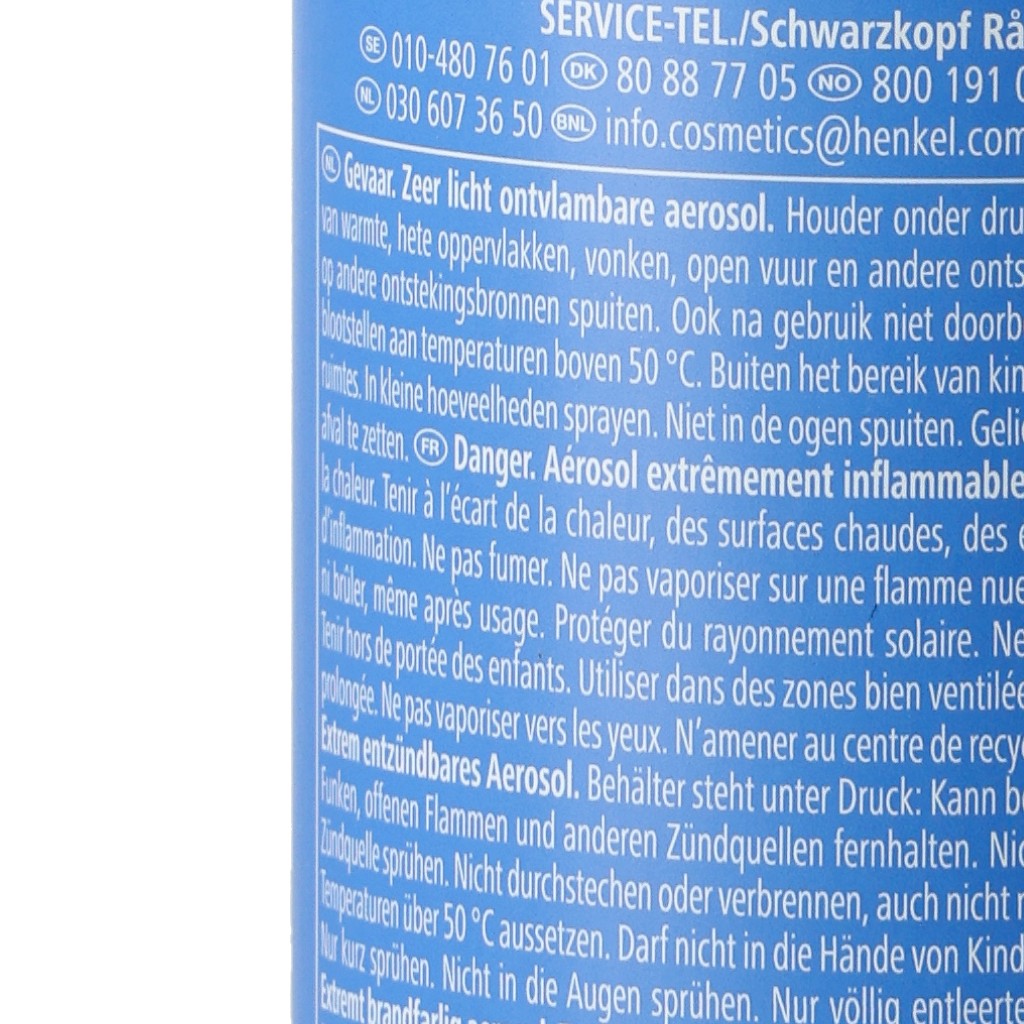 SERVICE-TEL./Schwarzkopf Rå
SE 010-480 76 01 DK 80 88 77 05 NO 800 191
NL 030 607 36 50 BNL info.cosmetics@henkel.com
NL Gevaar. Zeer licht ontvlambare aerosol. Houder onder dru
van warmte, hete oppervlakken, vonken, open vuur en andere onts
op andere ontstekingsbronnen spuiten. Ook na gebruik niet doorb
blootstellen aan temperaturen boven 50 °C. Buiten het bereik van kin
ruimtes. In kleine hoeveelheden sprayen. Niet in de ogen spuiten. Gelie
afval te zetten. FR Danger. Aérosol extrêmement inflammable
la chaleur. Tenir à l’écart de la chaleur, des surfaces chaudes, des
d’inflammation. Ne pas fumer. Ne pas vaporiser sur une flamme nue
ni brûler, même après usage. Protéger du rayonnement solaire. Ne
Tenir hors de portée des enfants. Utiliser dans des zones bien ventilée
prolongée. Ne pas vaporiser vers les yeux. N’amener au centre de recy
Extrem entzündbares Aerosol. Behälter steht unter Druck: Kann b
Funken, offenen Flammen und anderen Zündquellen fernhalten. Nic
Zündquelle sprühen. Nicht durchstechen oder verbrennen, auch nicht
Temperaturen über 50 °C aussetzen. Darf nicht in die Hände von Kind
Nur kurz sprühen. Nicht in die Augen sprühen. Nur völlig entleerte
Extremt brandfarlig